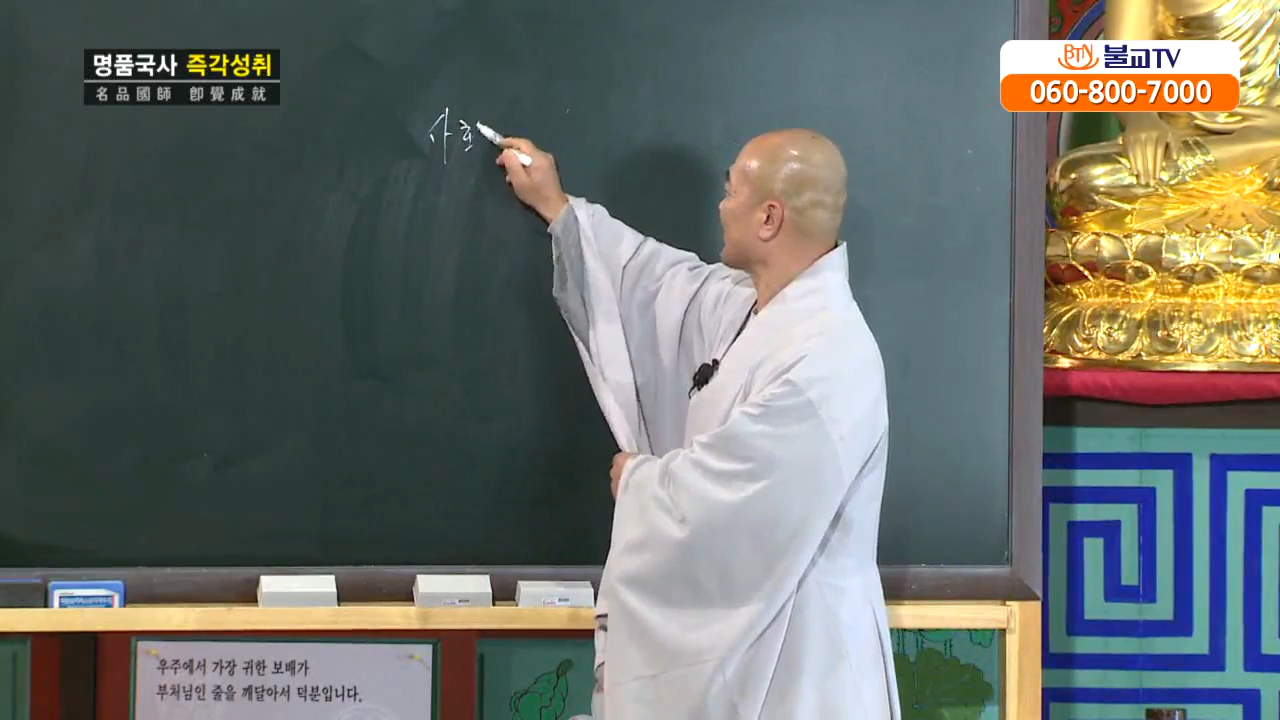 명품국사 즉각성취
名品國師 卽覺成就
BTN 불교TV
060-800-7000
사
우주에서 가장 귀한 보배가
부처님인 줄을 깨달아서 덕분입니다.